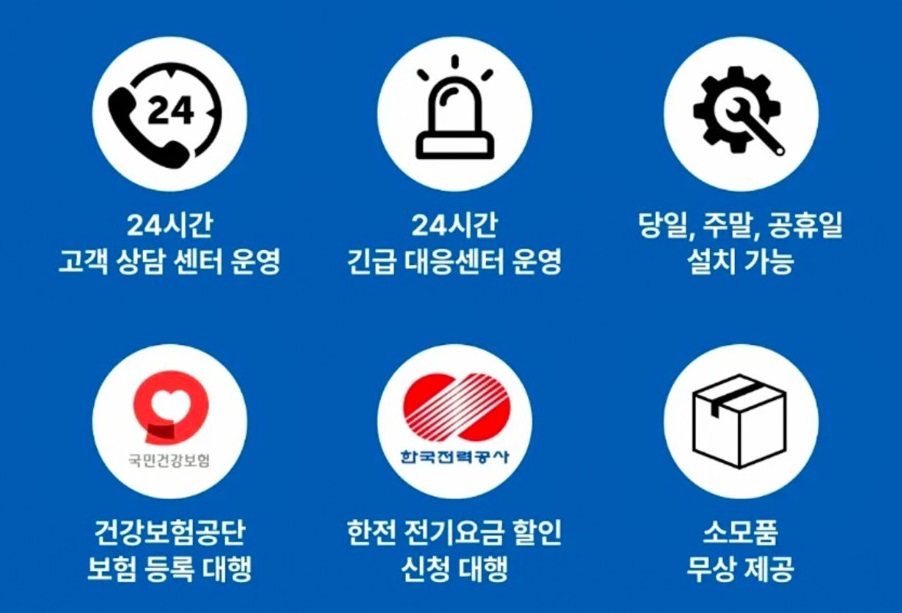 24
24시간
고객 상담 센터 운영
24시간
긴급 대응센터 운영
당일, 주말, 공휴일
설치 가능
국민건강보험
건강보험공단
보험 등록 대행
한국전력공사
한전 전기요금 할인
신청 대행
소모품
무상 제공